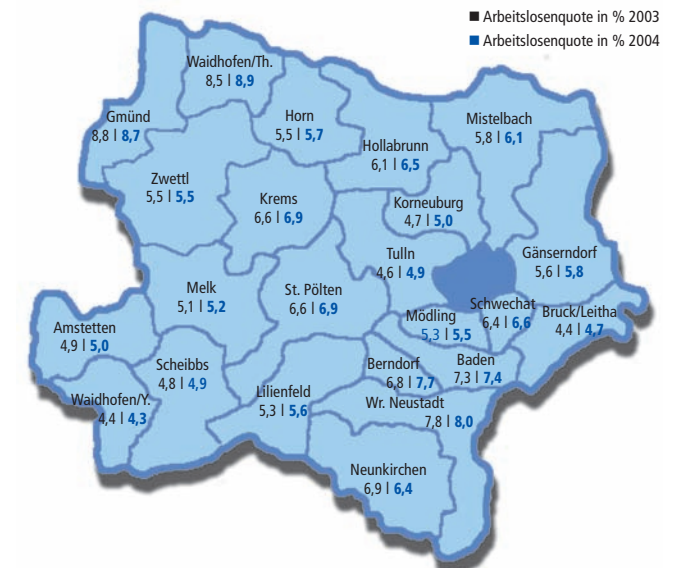 ■ Arbeitslosenquote in % 2003
■ Arbeitslosenquote in % 2004
Waidhofen/Th.
8,5 | 8,9
Gmünd
8,8 | 8,7
Horn
5,5 | 5,7
Hollabrunn
6,1 | 6,5
Mistelbach
5,8 | 6,1
Zwettl
5,5 | 5,5
Krems
6,6 | 6,9
Korneuburg
4,7 | 5,0
Tulln
4,6 | 4,9
Gänserndorf
5,6 | 5,8
Melk
5,1 | 5,2
St. Pölten
6,6 | 6,9
Mödling
5,3 | 5,5
Schwechat
6,4 | 6,6
Bruck/Leitha
4,4 | 4,7
Amstetten
4,9 | 5,0
Scheibbs
4,8 | 4,9
Berndorf
6,8 | 7,7
Baden
7,3 | 7,4
Waidhofen/Y.
4,4 | 4,3
Lilienfeld
5,3 | 5,6
Wr. Neustadt
7,8 | 8,0
Neunkirchen
6,9 | 6,4